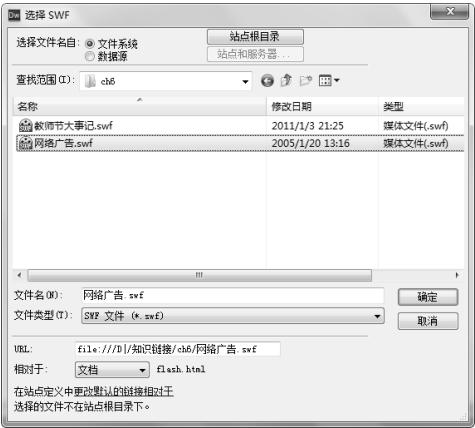 Dw 选择 SWF
选择文件名自: 文件系统 站点根目录
数据源 站点和服务器...
查找范围(I): ch6
名称 修改日期 类型
教师节大事记.swf 2011/1/3 21:25 媒体文件(.swf)
网络广告.swf 2005/1/20 13:16 媒体文件(.swf)
文件名(N): 网络广告.swf 确定
文件类型(T): SWF 文件 (*.swf) 取消
URL: file:///D|/知识链接/ch6/网络广告.swf
相对于: 文档 flash.html
在站点定义中更改默认的链接相对于
选择的文件不在站点根目录下。